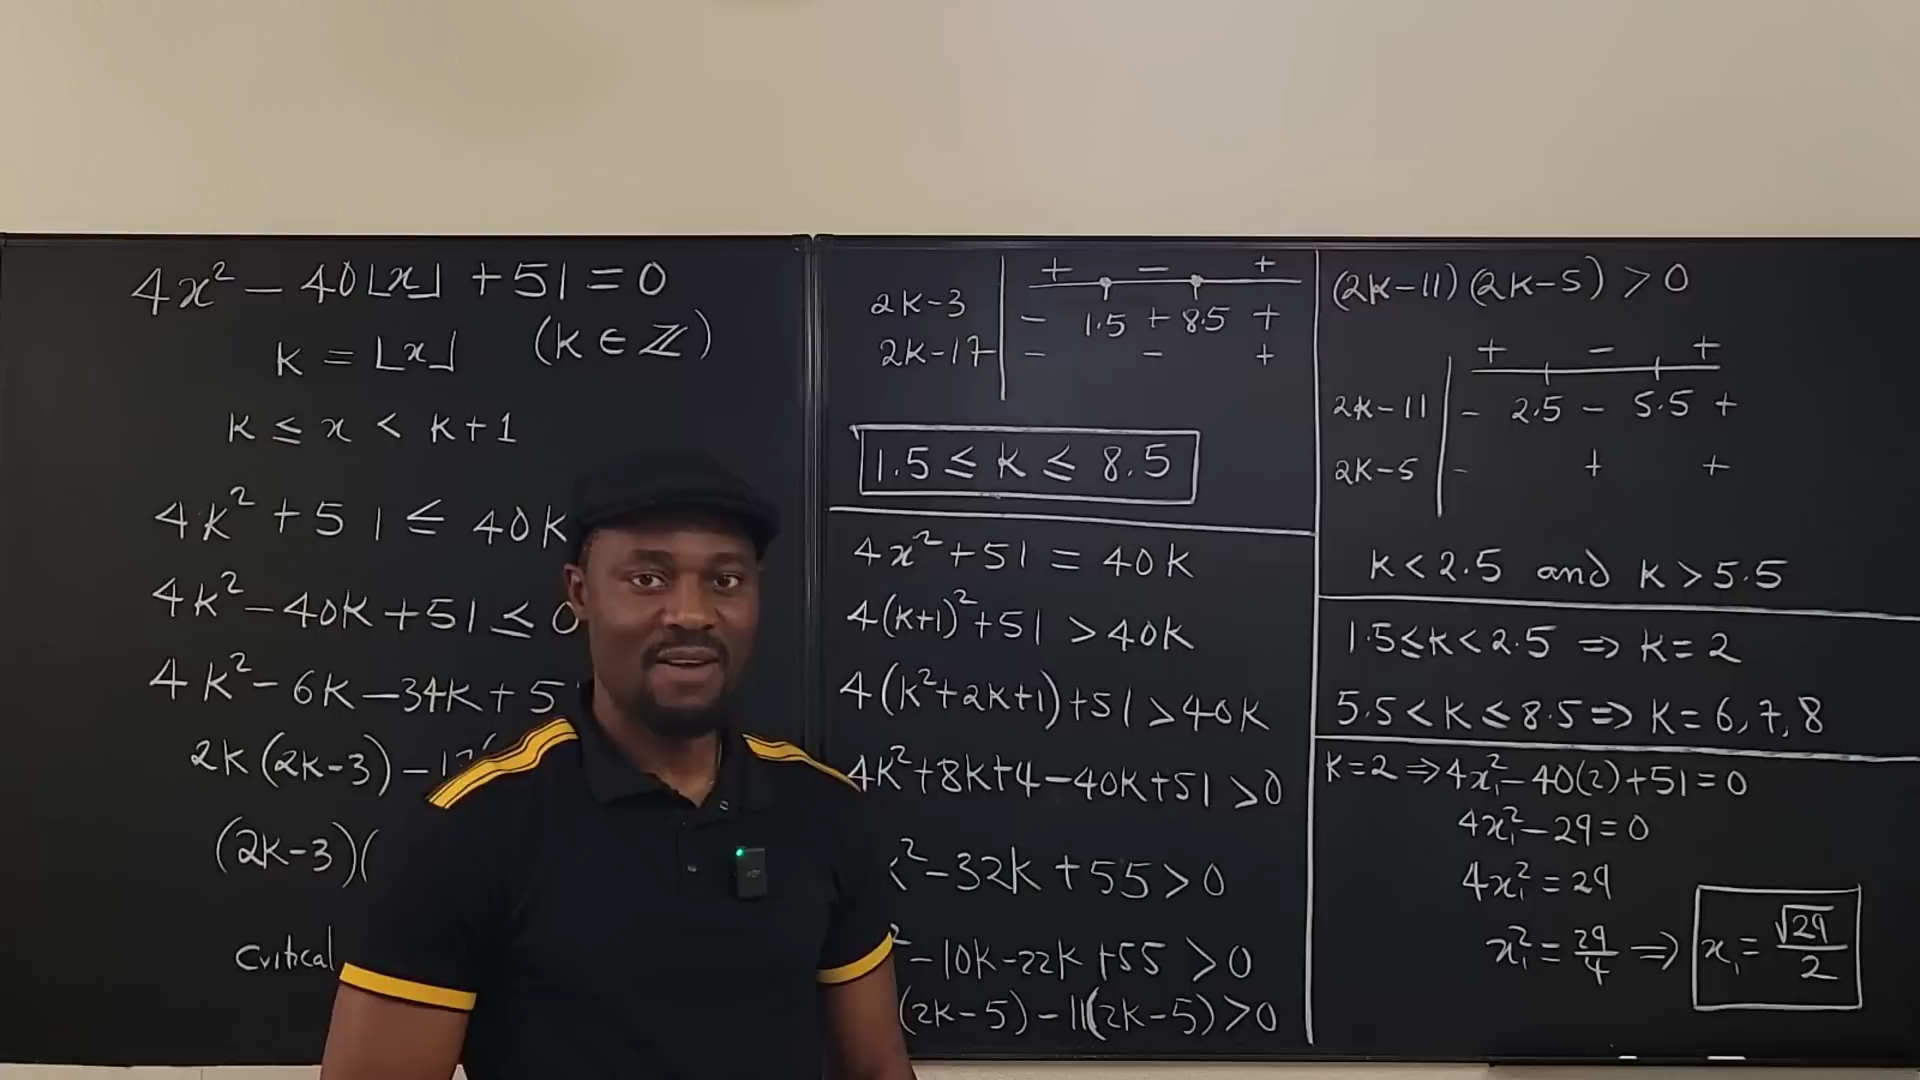 4x² - 40⌊x⌋ + 51 = 0
k = ⌊x⌋ (k ∈ ℤ)
k ≤ x < k+1
4k² + 51 ≤ 40k
4k² - 40k + 51 ≤ 0
4k² - 6k - 34k + 5
2k(2k-3) - 17(
(2k-3)(
Critical
+ - +
2k-3 - 1.5 + 8.5 +
2k-17 - - +
1.5 ≤ k ≤ 8.5
4x² + 51 = 40k
4(k+1)² + 51 > 40k
4(k²+2k+1) + 51 > 40k
4k² + 8k + 4 - 40k + 51 > 0
² - 32k + 55 > 0
² - 10k - 22k + 55 > 0
(2k-5) - 11(2k-5) > 0
(2k-11)(2k-5) > 0
+ - +
2k-11 - 2.5 - 5.5 +
2k-5 - + +
k < 2.5 and k > 5.5
1.5 ≤ k < 2.5 ⇒ k = 2
5.5 < k ≤ 8.5 ⇒ k = 6, 7, 8
k = 2 ⇒ 4x₁² - 40(2) + 51 = 0
4x₁² - 29 = 0
4x₁² = 29
x₁² = 29/4 ⇒ x₁ = √29/2